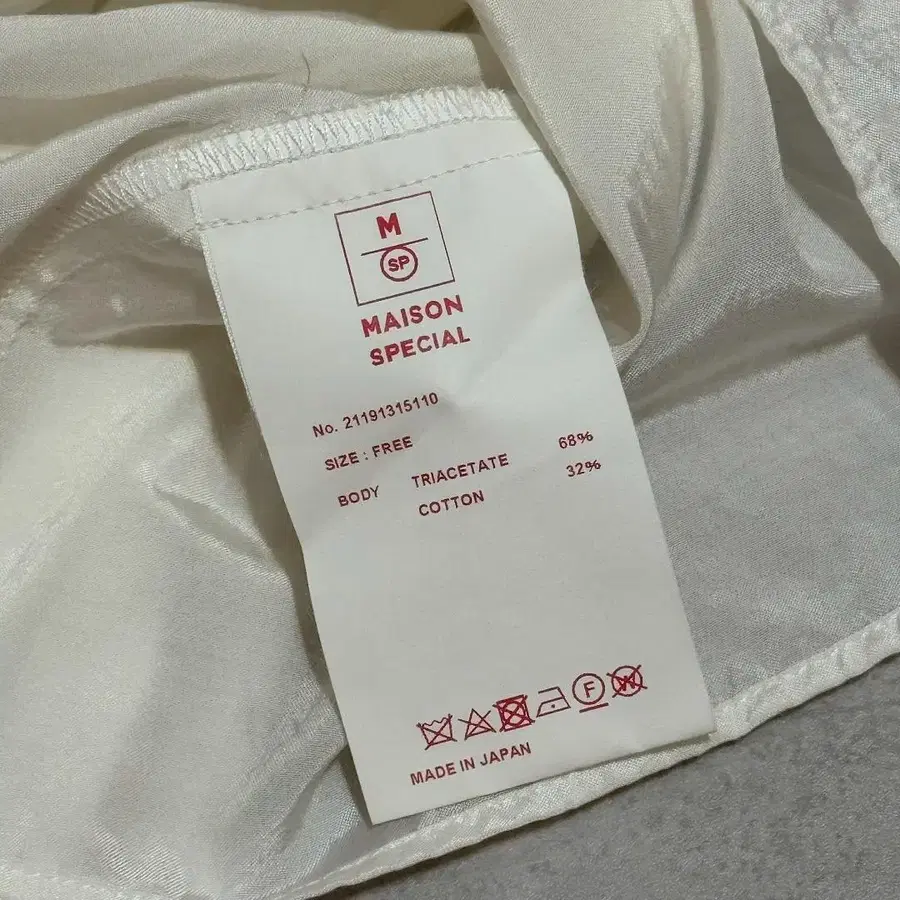 M
SP
MAISON
SPECIAL
No. 21191315110
SIZE : FREE
BODY TRIACETATE 68%
COTTON 32%
F W
MADE IN JAPAN